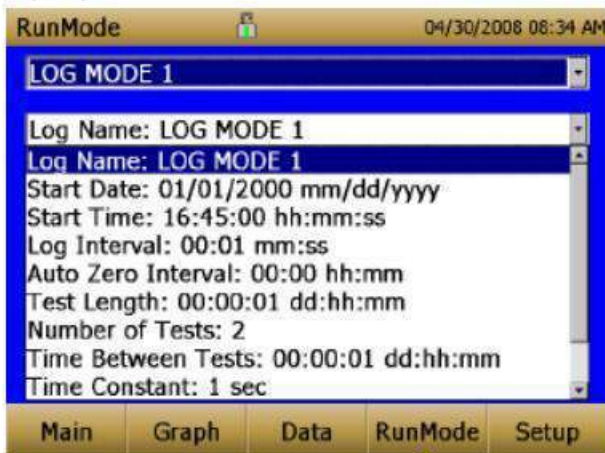 RunMode 04/30/2008 08:34 AM
LOG MODE 1
Log Name: LOG MODE 1
Log Name: LOG MODE 1
Start Date: 01/01/2000 mm/dd/yyyy
Start Time: 16:45:00 hh:mm:ss
Log Interval: 00:01 mm:ss
Auto Zero Interval: 00:00 hh:mm
Test Length: 00:00:01 dd:hh:mm
Number of Tests: 2
Time Between Tests: 00:00:01 dd:hh:mm
Time Constant: 1 sec
Main Graph Data RunMode Setup